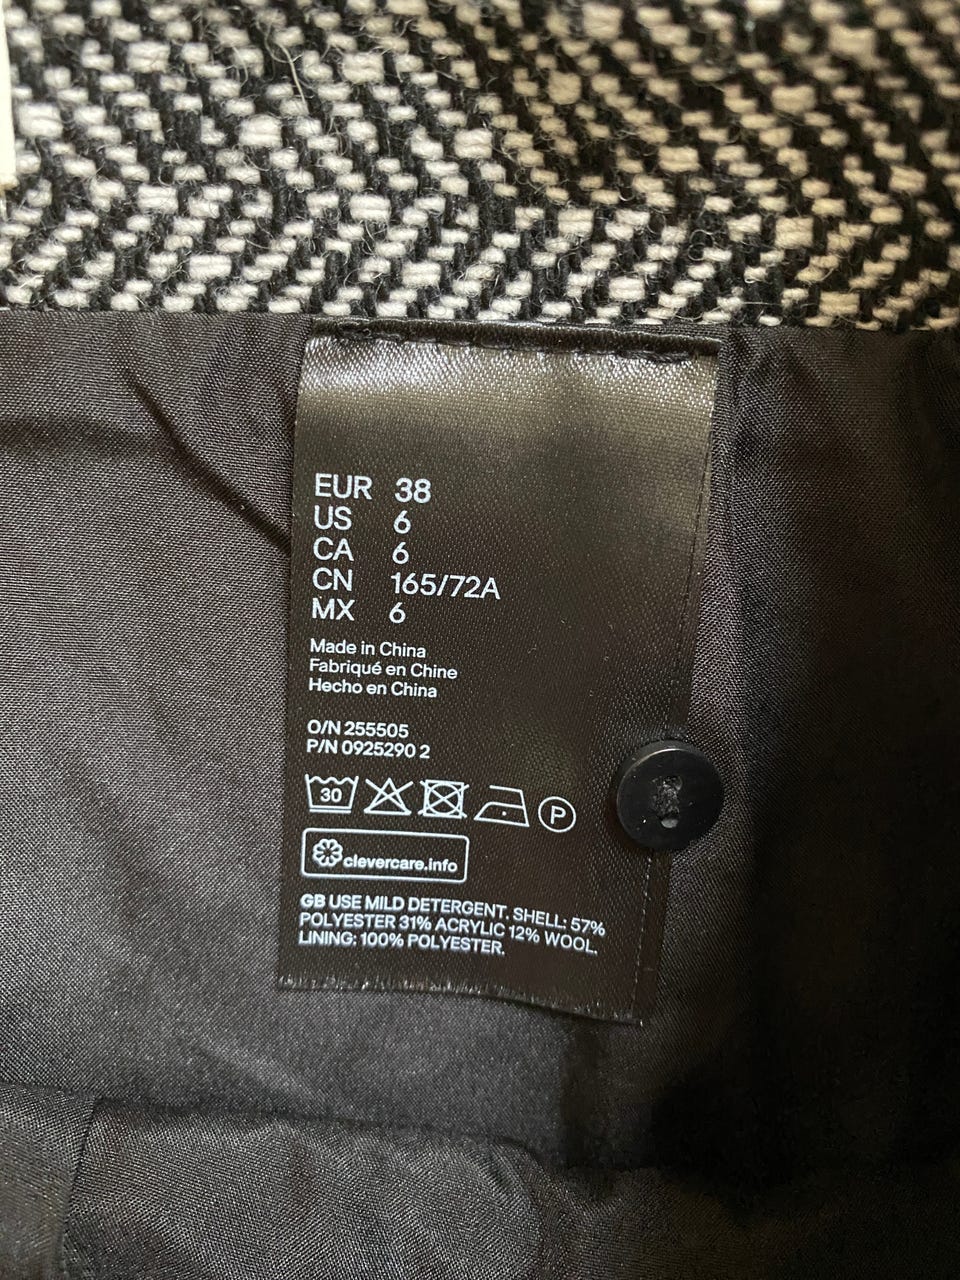 EUR 38
US 6
CA 6
CN 165/72A
MX 6
Made in China
Fabriqué en Chine
Hecho en China
O/N 255505
P/N 0925290 2
30 P
clevercare.info
GB USE MILD DETERGENT. SHELL: 57%
POLYESTER 31% ACRYLIC 12% WOOL.
LINING: 100% POLYESTER.